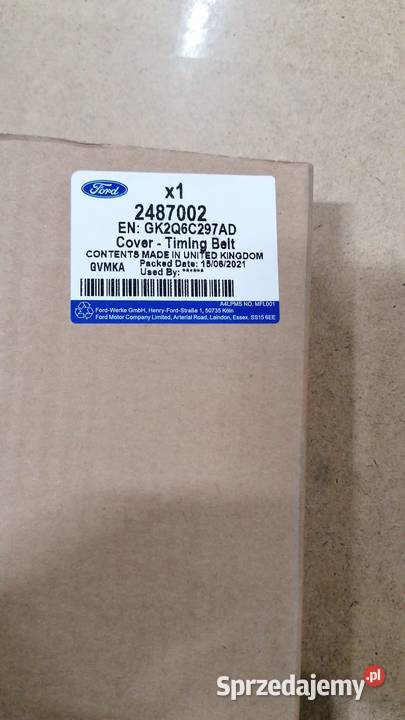 Ford
x1
2487002
EN: GK2Q6C297AD
Cover - Timing Belt
CONTENTS MADE IN UNITED KINGDOM
GVMKA Packed Date: 15/06/2021
Used By: *****
A4LPMS NO. MFL001
Ford-Werke GmbH, Henry-Ford-Straße 1, 50735 Köln
Ford Motor Company Limited, Arterial Road, Laindon, Essex. SS15 6EE
Sprzedajemy.pl